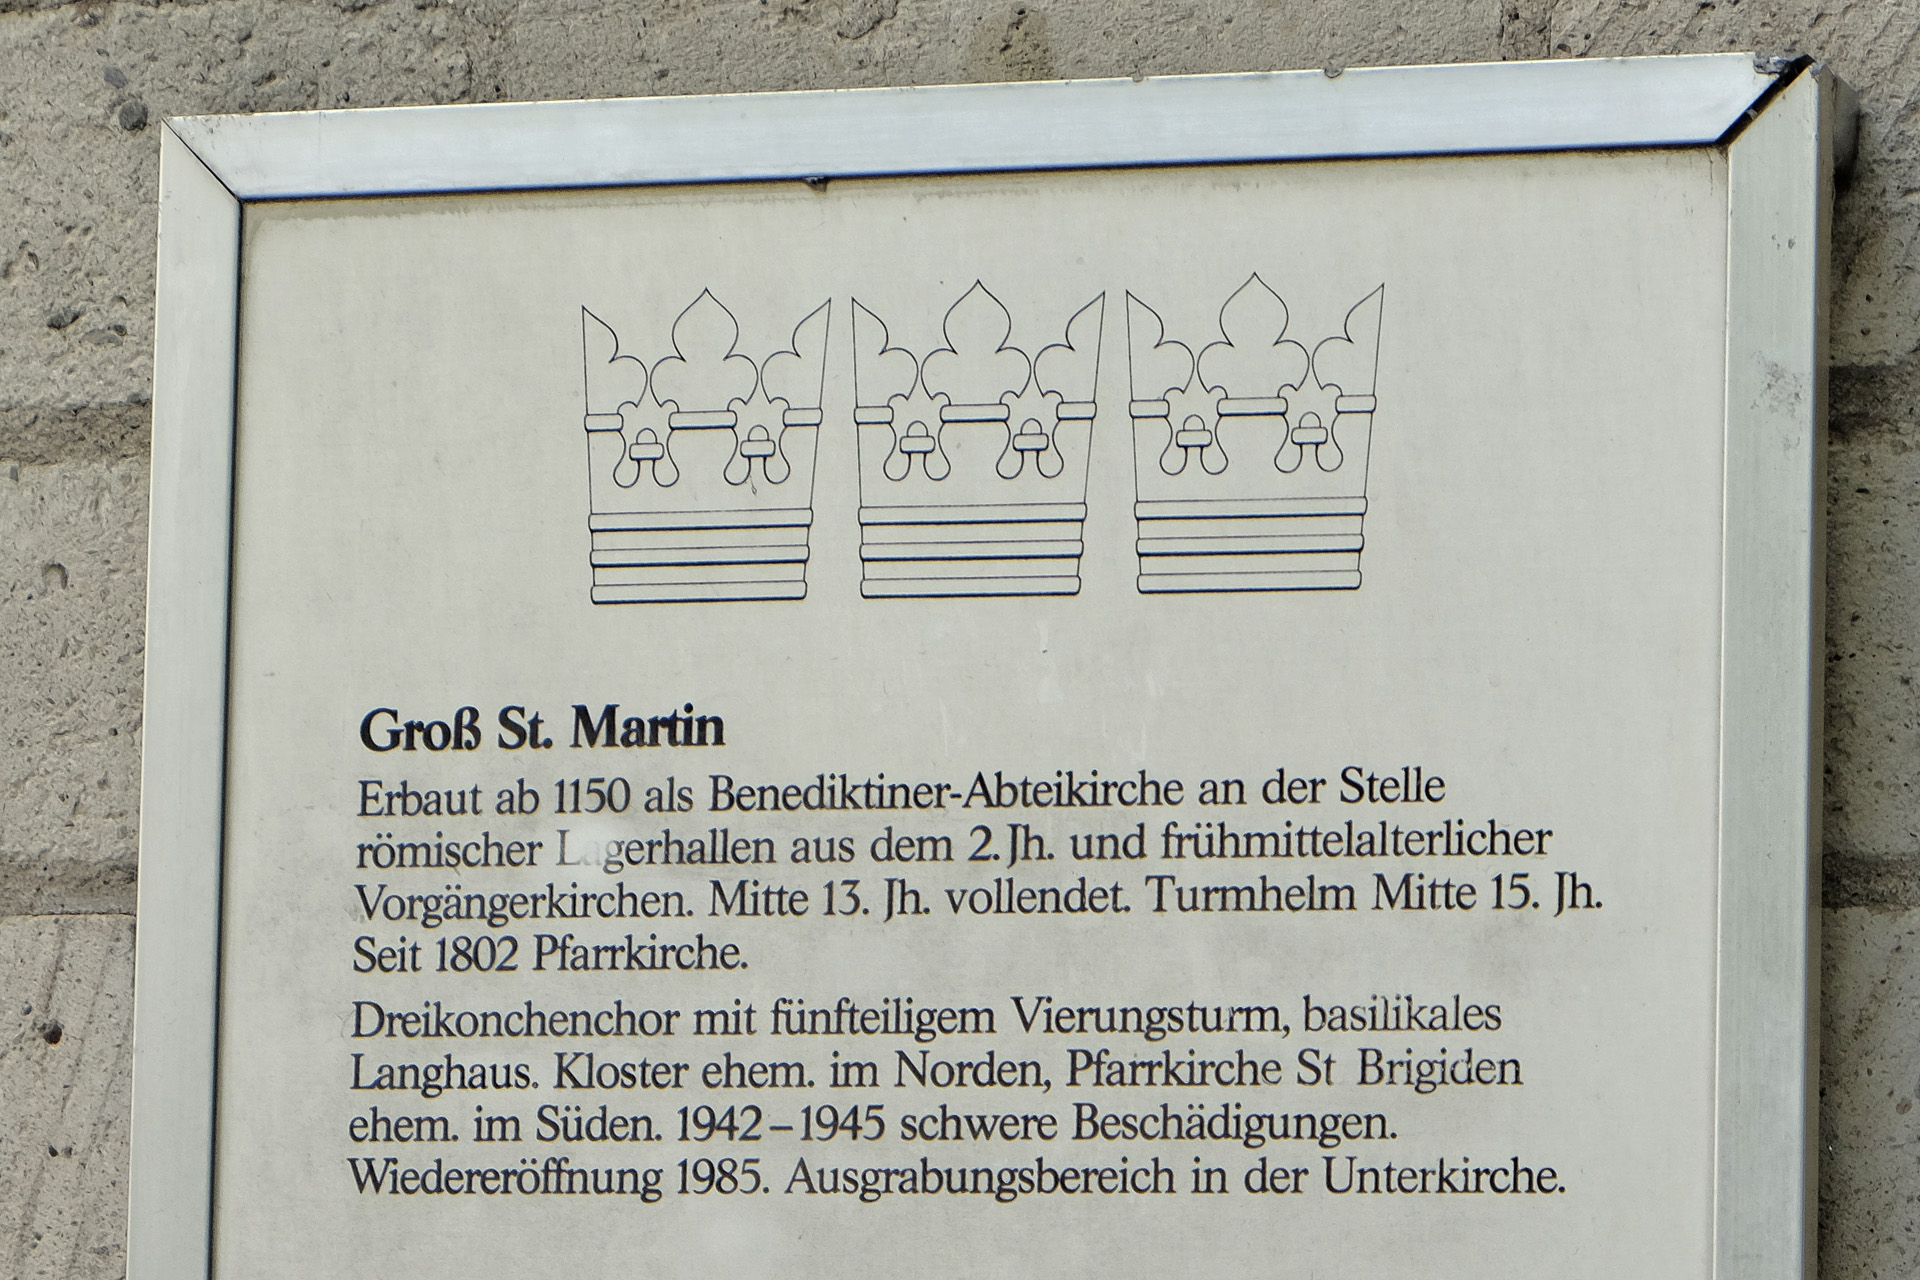 Groß St. Martin
Erbaut ab 1150 als Benediktiner-Abteikirche an der Stelle
römischer Lagerhallen aus dem 2. Jh. und frühmittelalterlicher
Vorgängerkirchen. Mitte 13. Jh. vollendet. Turmhelm Mitte 15. Jh.
Seit 1802 Pfarrkirche.
Dreikonchenchor mit fünfteiligem Vierungsturm, basilikales
Langhaus. Kloster ehem. im Norden, Pfarrkirche St Brigiden
ehem. im Süden. 1942–1945 schwere Beschädigungen.
Wiedereröffnung 1985. Ausgrabungsbereich in der Unterkirche.